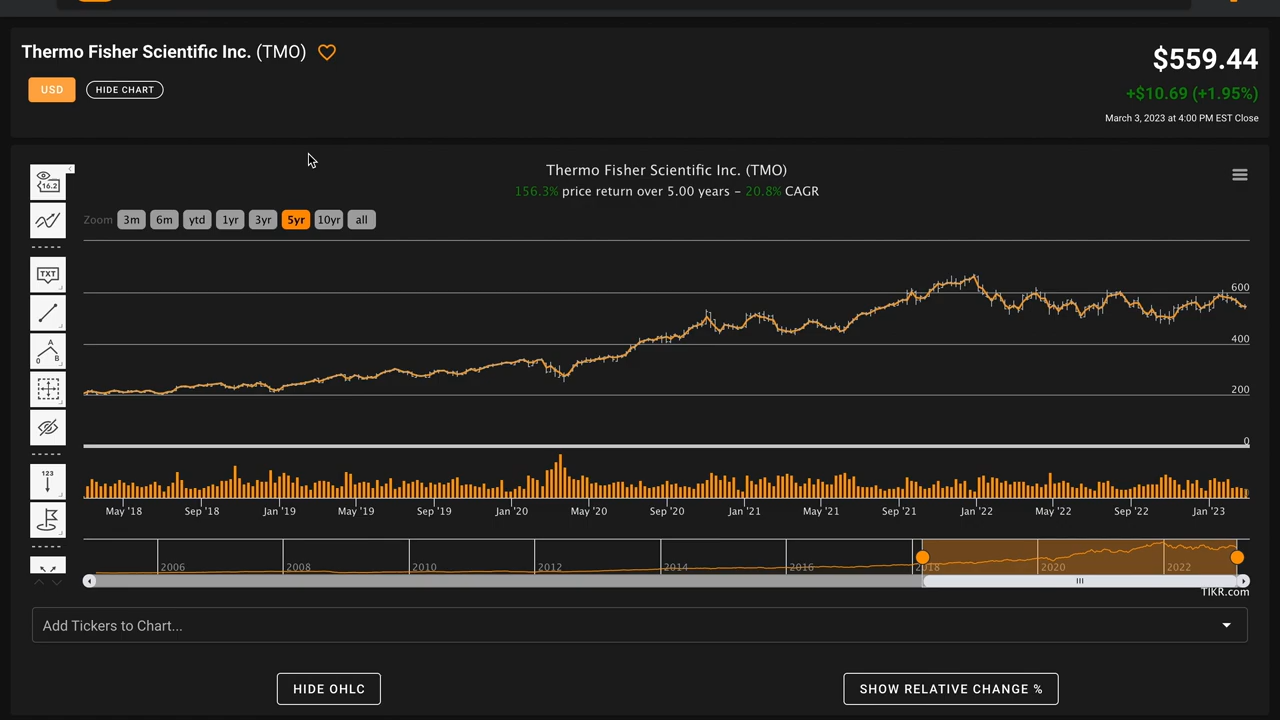 Thermo Fisher Scientific Inc. (TMO)
$559.44
USD
HIDE CHART
+$10.69 (+1.95%)
March 3, 2023 at 4:00 PM EST Close
Thermo Fisher Scientific Inc. (TMO)
156.3% price return over 5.00 years – 20.8% CAGR
Zoom 3m 6m ytd 1yr 3yr 5yr 10yr all
16.2
TXT
A
B
0
123
600
400
200
0
May '18 Sep '18 Jan '19 May '19 Sep '19 Jan '20 May '20 Sep '20 Jan '21 May '21 Sep '21 Jan '22 May '22 Sep '22 Jan '23
2006 2008 2010 2012 2014 2016 2018 2020 2022
TIKR.com
Add Tickers to Chart...
HIDE OHLC
SHOW RELATIVE CHANGE %